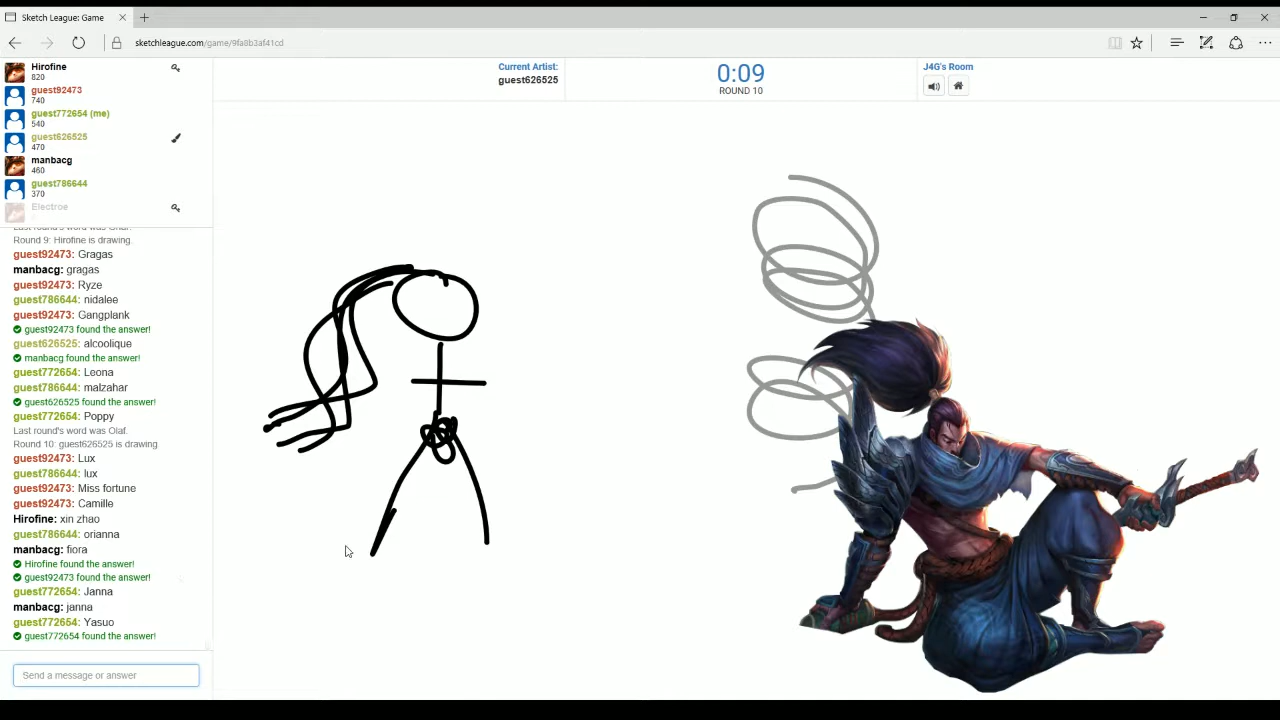 Sketch League: Game
sketchleague.com/game/9fa8b3af41cd
Hirofine
820
guest92473
740
guest772654 (me)
540
guest626525
470
manbacg
460
guest786644
370
Electroe
Current Artist:
guest626525
0:09
ROUND 10
J4G's Room
Last round's word was Gnar.
Round 9: Hirofine is drawing.
guest92473: Gragas
manbacg: gragas
guest92473: Ryze
guest786644: nidalee
guest92473: Gangplank
guest92473 found the answer!
guest626525: alcoolique
manbacg found the answer!
guest772654: Leona
guest786644: malzahar
guest626525 found the answer!
guest772654: Poppy
Last round's word was Olaf.
Round 10: guest626525 is drawing
guest92473: Lux
guest786644: lux
guest92473: Miss fortune
guest92473: Camille
Hirofine: xin zhao
guest786644: orianna
manbacg: fiora
Hirofine found the answer!
guest92473 found the answer!
guest772654: Janna
manbacg: janna
guest772654: Yasuo
guest772654 found the answer!
Send a message or answer